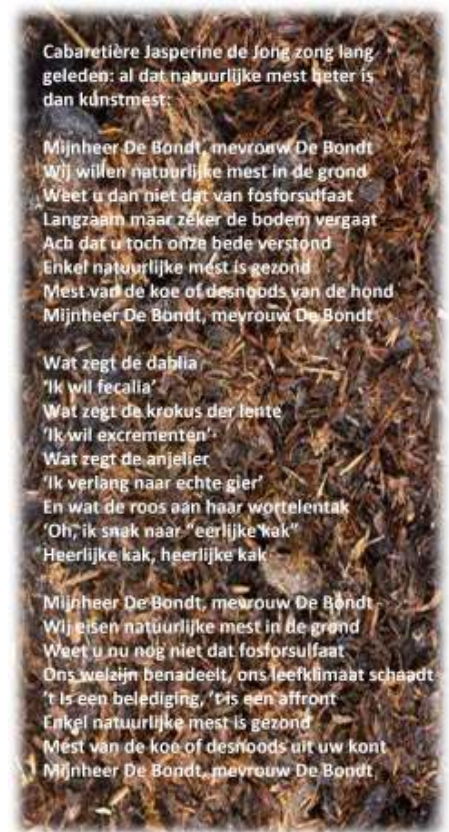 Cabaretière Jasperine de Jong zong lang
geleden: al dat natuurlijke mest beter is
dan kunstmest:
Mijnheer De Bondt, mevrouw De Bondt
Wij willen natuurlijke mest in de grond
Weet u dan niet dat van fosforsulfaat
Langzaam maar zeker de bodem vergaat
Ach dat u toch onze bede verstond
Enkel natuurlijke mest is gezond
Mest van de koe of desnoods van de hond
Mijnheer De Bondt, mevrouw De Bondt
Wat zegt de dahlia
'Ik wil fecalia'
Wat zegt de krokus der lente
'Ik wil excrementen'
Wat zegt de anjelier
'Ik verlang naar echte gier'
En wat de roos aan haar wortelentak
'Oh, ik snak naar "eerlijke kak"
Heerlijke kak, heerlijke kak
Mijnheer De Bondt, mevrouw De Bondt
Wij eisen natuurlijke mest in de grond
Weet u nu nog niet dat fosforsulfaat
Ons welzijn benadeelt, ons leefklimaat schaadt
't Is een belediging, 't is een affront
Enkel natuurlijke mest is gezond
Mest van de koe of desnoods uit uw kont
Mijnheer De Bondt, mevrouw De Bondt